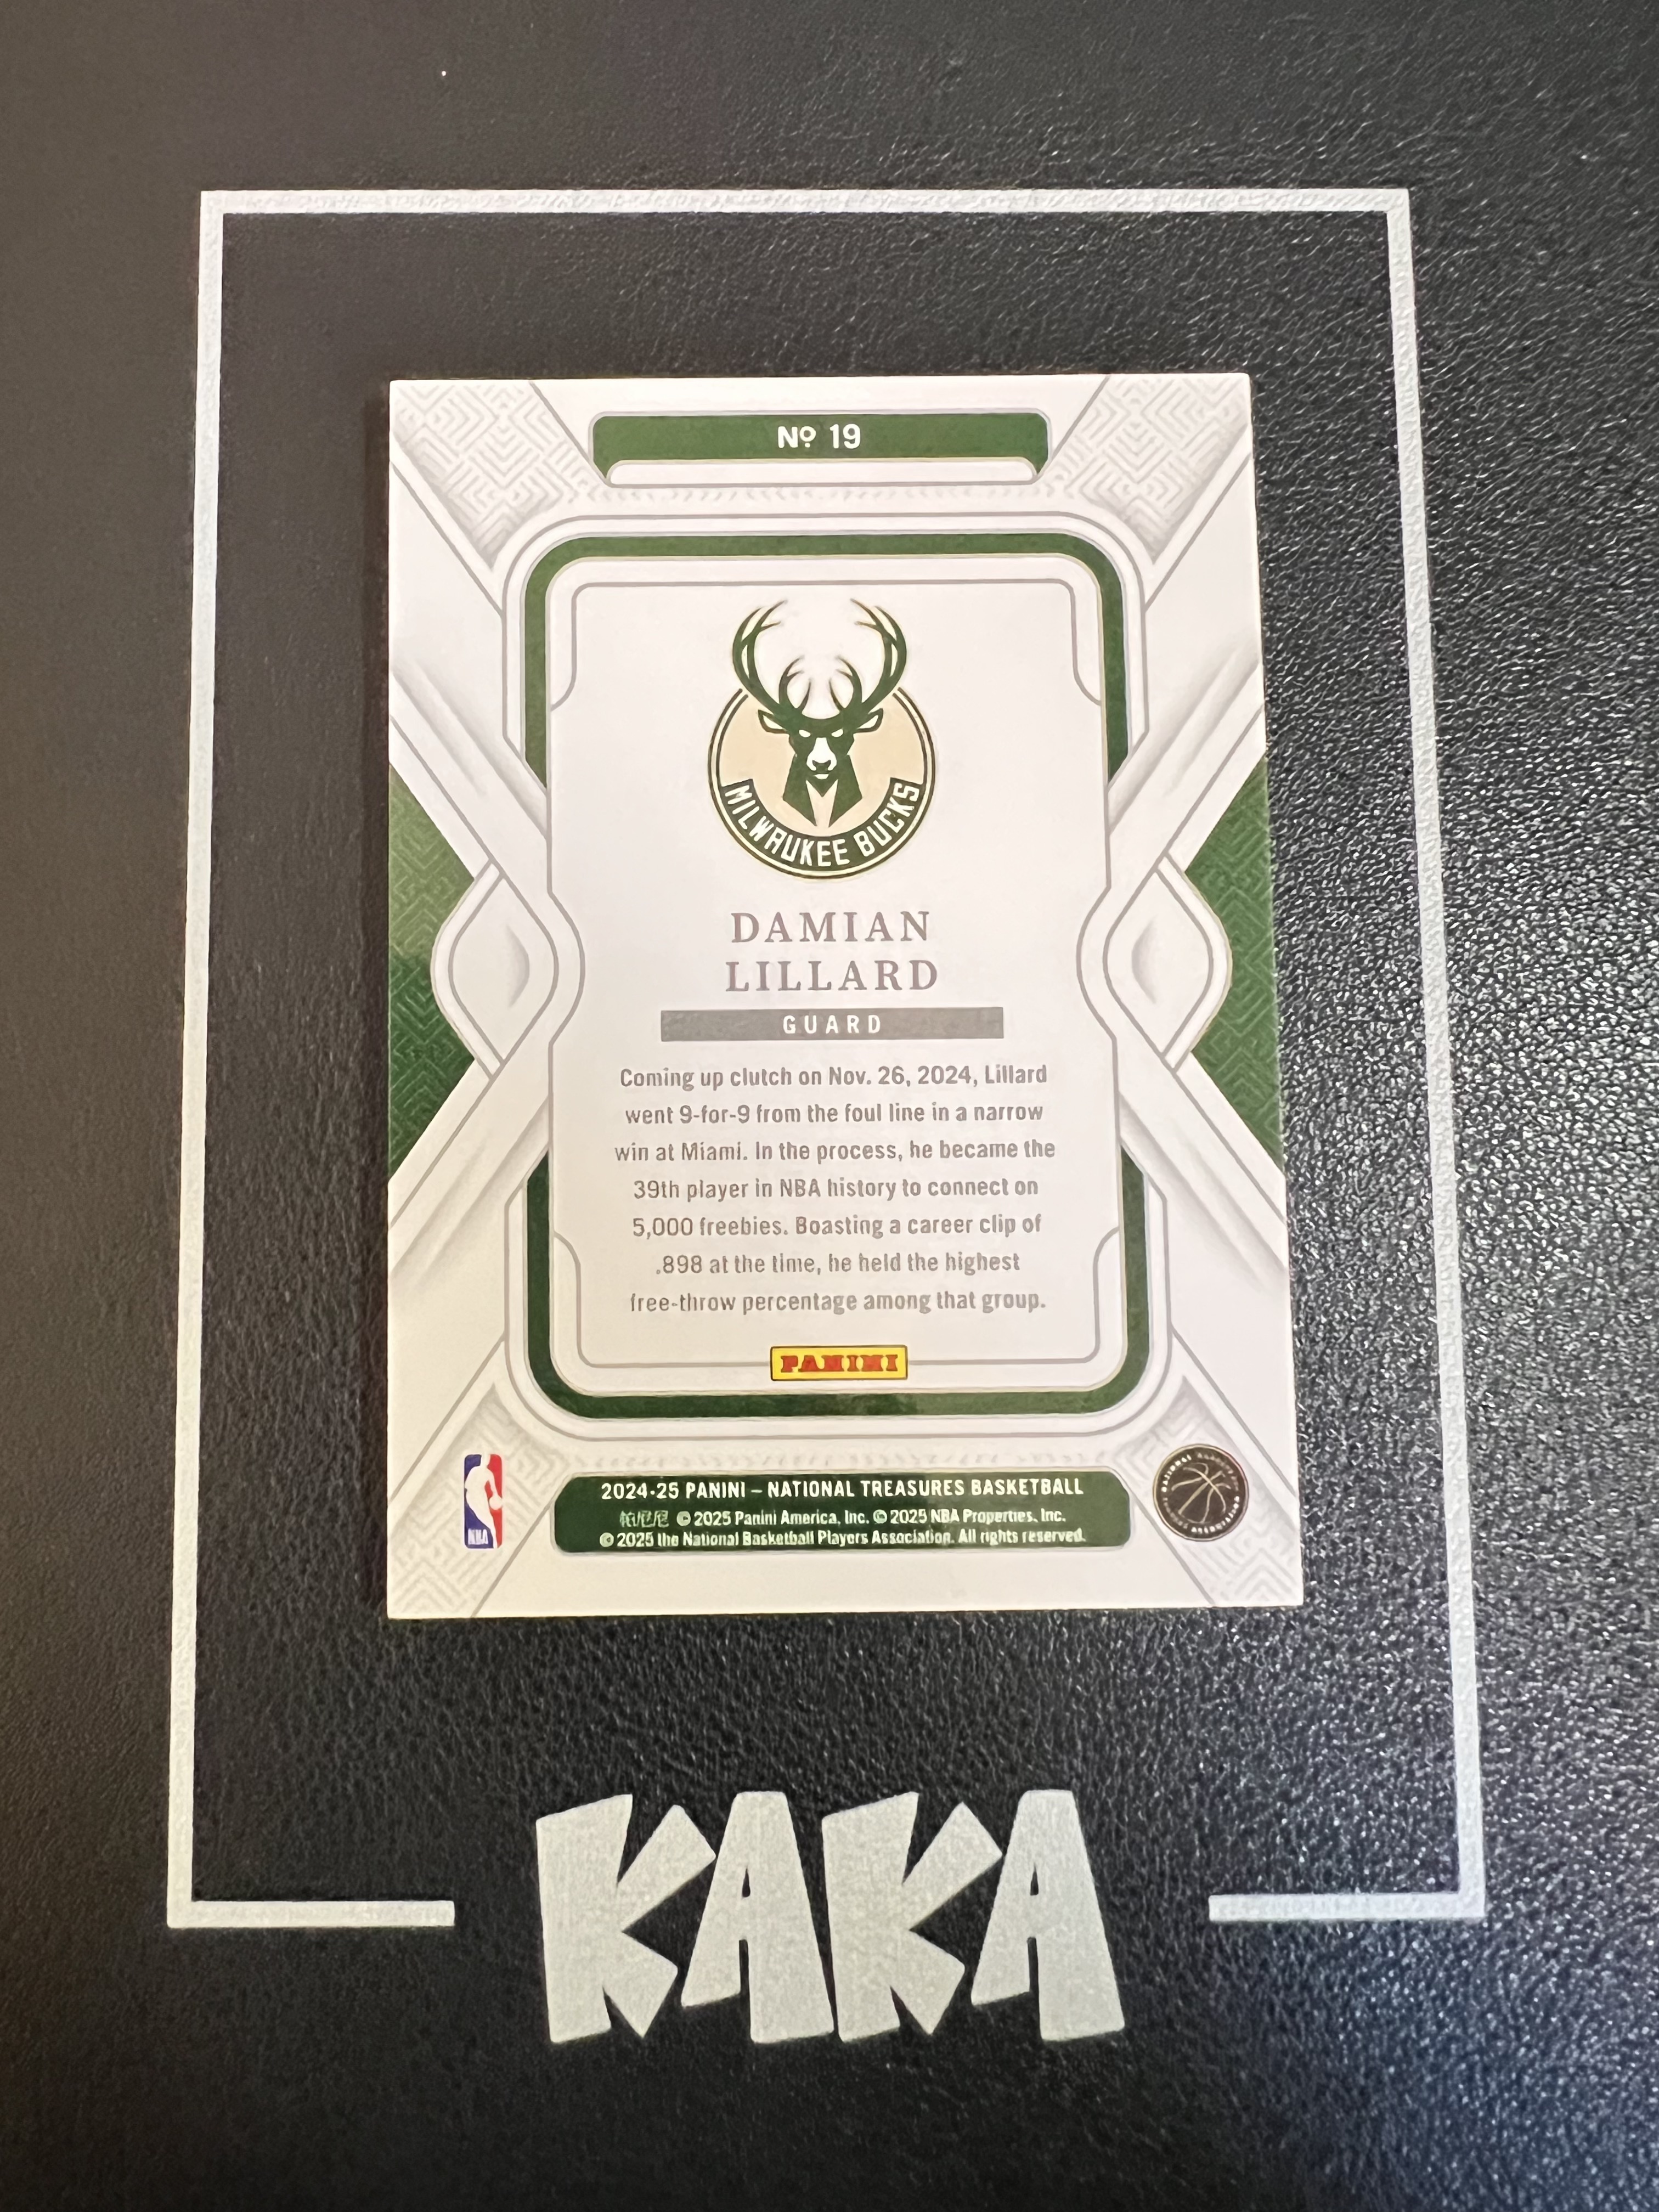 Nº 19
MILWAUKEE BUCKS
DAMIAN
LILLARD
GUARD
Coming up clutch on Nov. 26, 2024, Lillard
went 9-for-9 from the foul line in a narrow
win at Miami. In the process, he became the
39th player in NBA history to connect on
5,000 freebies. Boasting a career clip of
.898 at the time, he held the highest
free-throw percentage among that group.
PANINI
NBA
2024-25 PANINI – NATIONAL TREASURES BASKETBALL
帕尼尼 © 2025 Panini America, Inc. © 2025 NBA Properties, Inc.
© 2025 the National Basketball Players Association. All rights reserved.
KAKA